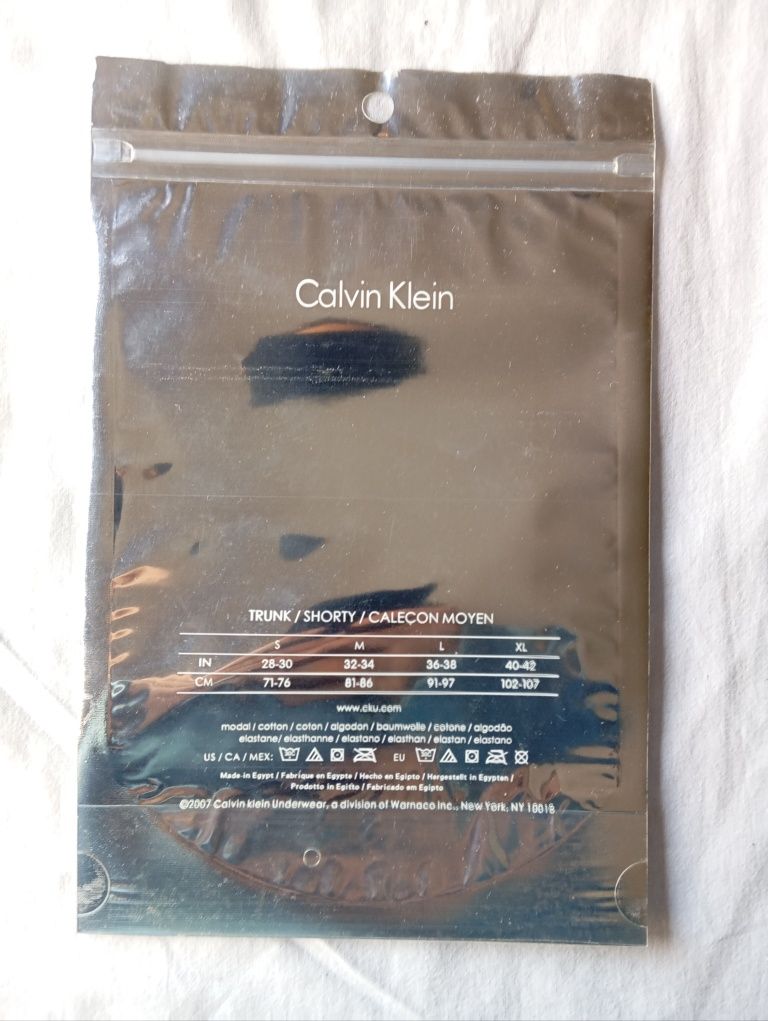 Calvin Klein
TRUNK / SHORTY / CALEÇON MOYEN
S M L XL
IN 28-30 32-34 36-38 40-42
CM 71-76 81-86 91-97 102-107
www.cku.com
modal / cotton / coton / algodon / baumwolle / cotone / algodão
elastane/ elasthanne / elastano / elasthan / elastan / elastano
US / CA / MEX: EU
Made-in Egypt / Fabrique en Egypte / Hecho en Egipto / Hergestellt in Egypten /
Prodotto in Egitto / Fabricado em Egipto
©2007 Calvin klein Underwear, a division of Warnaco Inc., New York, NY 10018